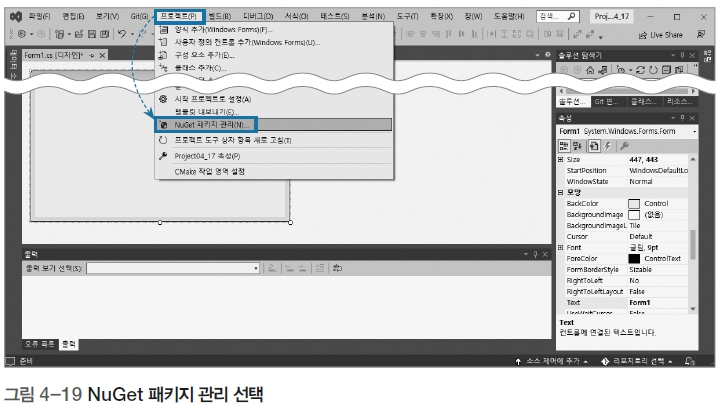 파일(F) 편집(E) 보기(V) Git(G) 프로젝트(P) 빌드(B) 디버그(D) 서식(O) 테스트(S) 분석(N) 도구(T) 확장(X) 창(W) 도움말(H) 검색... Proj...4_17
Live Share
양식 추가(Windows Forms)(F)...
사용자 정의 컨트롤 추가(Windows Forms)(U)...
구성 요소 추가(E)...
클래스 추가(C)...
시작 프로젝트로 설정(A)
템플릿 내보내기(E)...
NuGet 패키지 관리(N)...
프로젝트 도구 상자 항목 새로 고침(T)
Project04_17 속성(P)
CMake 작업 영역 설정
Form1.cs [디자인]*
출력
출력 보기 선택(S):
오류 목록 출력
솔루션 탐색기
솔루션... Git 변... 클래스... 리소스...
속성
Form1 System.Windows.Forms.Form
Size 447, 443
StartPosition WindowsDefaultLo
WindowState Normal
모양
BackColor Control
BackgroundImage (없음)
BackgroundImageL Tile
Cursor Default
Font 굴림, 9pt
ForeColor ControlText
FormBorderStyle Sizable
RightToLeft No
RightToLeftLayout False
Text Form1
Text
컨트롤에 연결된 텍스트입니다.
준비 소스 제어에 추가 리포지토리 선택
그림 4-19 NuGet 패키지 관리 선택